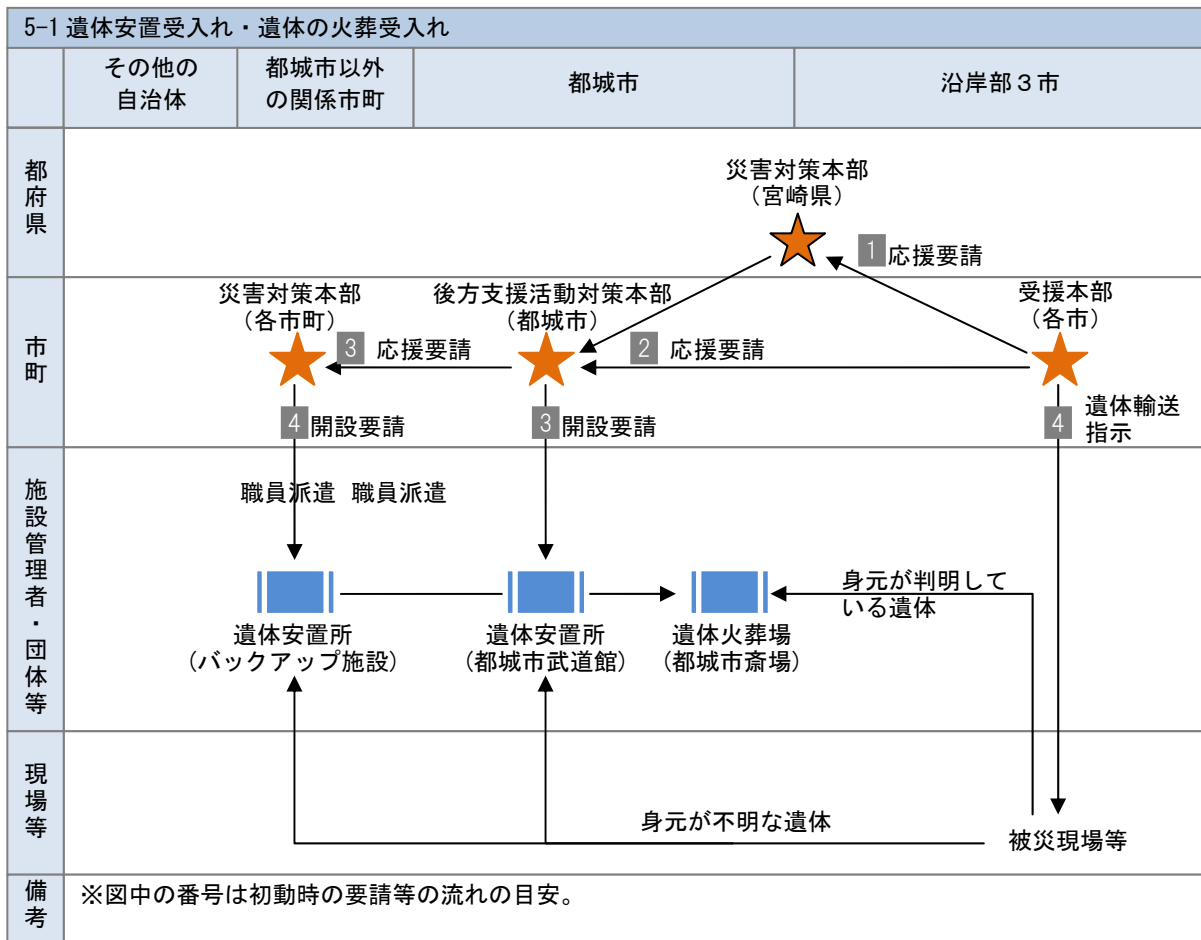 5-1 遺体安置受入れ・遺体の火葬受入れ
その他の
自治体
都城市以外
の関係市町
都城市
沿岸部３市
都府県
災害対策本部
（宮崎県）
1 応援要請
市町
災害対策本部
（各市町）
後方支援活動対策本部
（都城市）
受援本部
（各市）
3 応援要請
2 応援要請
4 開設要請
3 開設要請
4 遺体輸送
指示
施設管理者・団体等
職員派遣 職員派遣
身元が判明して
いる遺体
遺体安置所
（バックアップ施設）
遺体安置所
（都城市武道館）
遺体火葬場
（都城市斎場）
現場等
身元が不明な遺体
被災現場等
備考
※図中の番号は初動時の要請等の流れの目安。